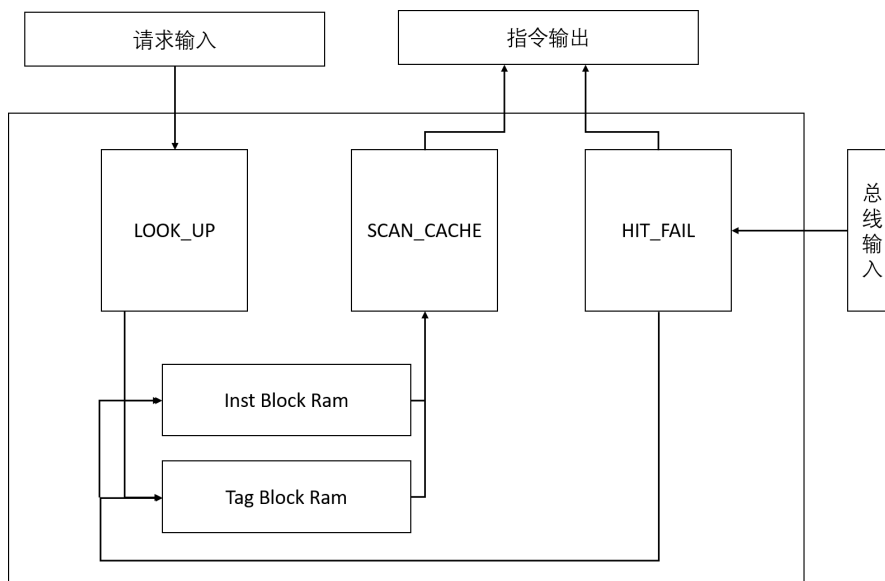 请求输入
指令输出
LOOK_UP
SCAN_CACHE
HIT_FAIL
总
线
输
入
Inst Block Ram
Tag Block Ram